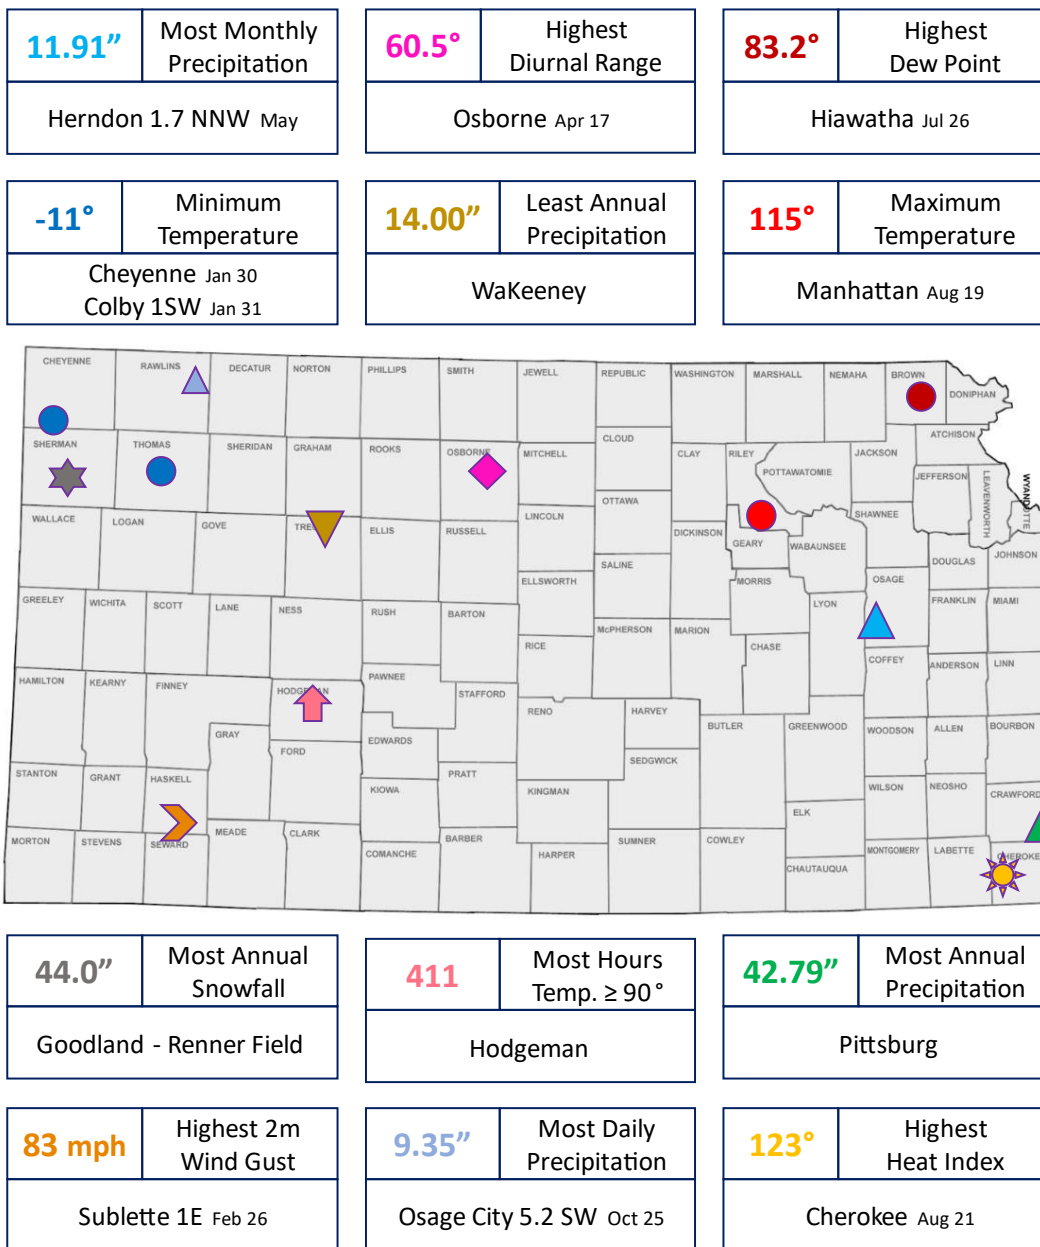 11.91”
Most Monthly
Precipitation
Herndon 1.7 NNW May
60.5°
Highest
Diurnal Range
Osborne Apr 17
83.2°
Highest
Dew Point
Hiawatha Jul 26
-11°
Minimum
Temperature
Cheyenne Jan 30
Colby 1SW Jan 31
14.00”
Least Annual
Precipitation
WaKeeney
115°
Maximum
Temperature
Manhattan Aug 19
CHEYENNE
RAWLINS
DECATUR
NORTON
PHILLIPS
SMITH
JEWELL
REPUBLIC
WASHINGTON
MARSHALL
NEMAHA
BROWN
DONIPHAN
SHERMAN
THOMAS
SHERIDAN
GRAHAM
ROOKS
OSBORNE
MITCHELL
CLOUD
CLAY
RILEY
POTTAWATOMIE
JACKSON
ATCHISON
JEFFERSON
LEAVENWORTH
WALLACE
LOGAN
GOVE
ELLIS
RUSSELL
LINCOLN
OTTAWA
DICKINSON
GEARY
WABAUNSEE
SHAWNEE
DOUGLAS
JOHNSON
GREELEY
WICHITA
SCOTT
LANE
NESS
RUSH
BARTON
ELLSWORTH
SALINE
MORRIS
LYON
OSAGE
FRANKLIN
MIAMI
RICE
McPHERSON
MARION
CHASE
COFFEY
ANDERSON
LINN
HAMILTON
KEARNY
FINNEY
PAWNEE
STAFFORD
RENO
HARVEY
GRAY
FORD
EDWARDS
BUTLER
GREENWOOD
WOODSON
ALLEN
BOURBON
STANTON
GRANT
HASKELL
KIOWA
PRATT
KINGMAN
SEDGWICK
ELK
WILSON
NEOSHO
CRAWFORD
MORTON
STEVENS
SEWARD
MEADE
CLARK
COMANCHE
BARBER
HARPER
SUMNER
COWLEY
CHAUTAUQUA
MONTGOMERY
LABETTE
44.0”
Most Annual
Snowfall
Goodland - Renner Field
411
Most Hours
Temp. ≥ 90°
Hodgeman
42.79”
Most Annual
Precipitation
Pittsburg
83 mph
Highest 2m
Wind Gust
Sublette 1E Feb 26
9.35”
Most Daily
Precipitation
Osage City 5.2 SW Oct 25
123°
Highest
Heat Index
Cherokee Aug 21